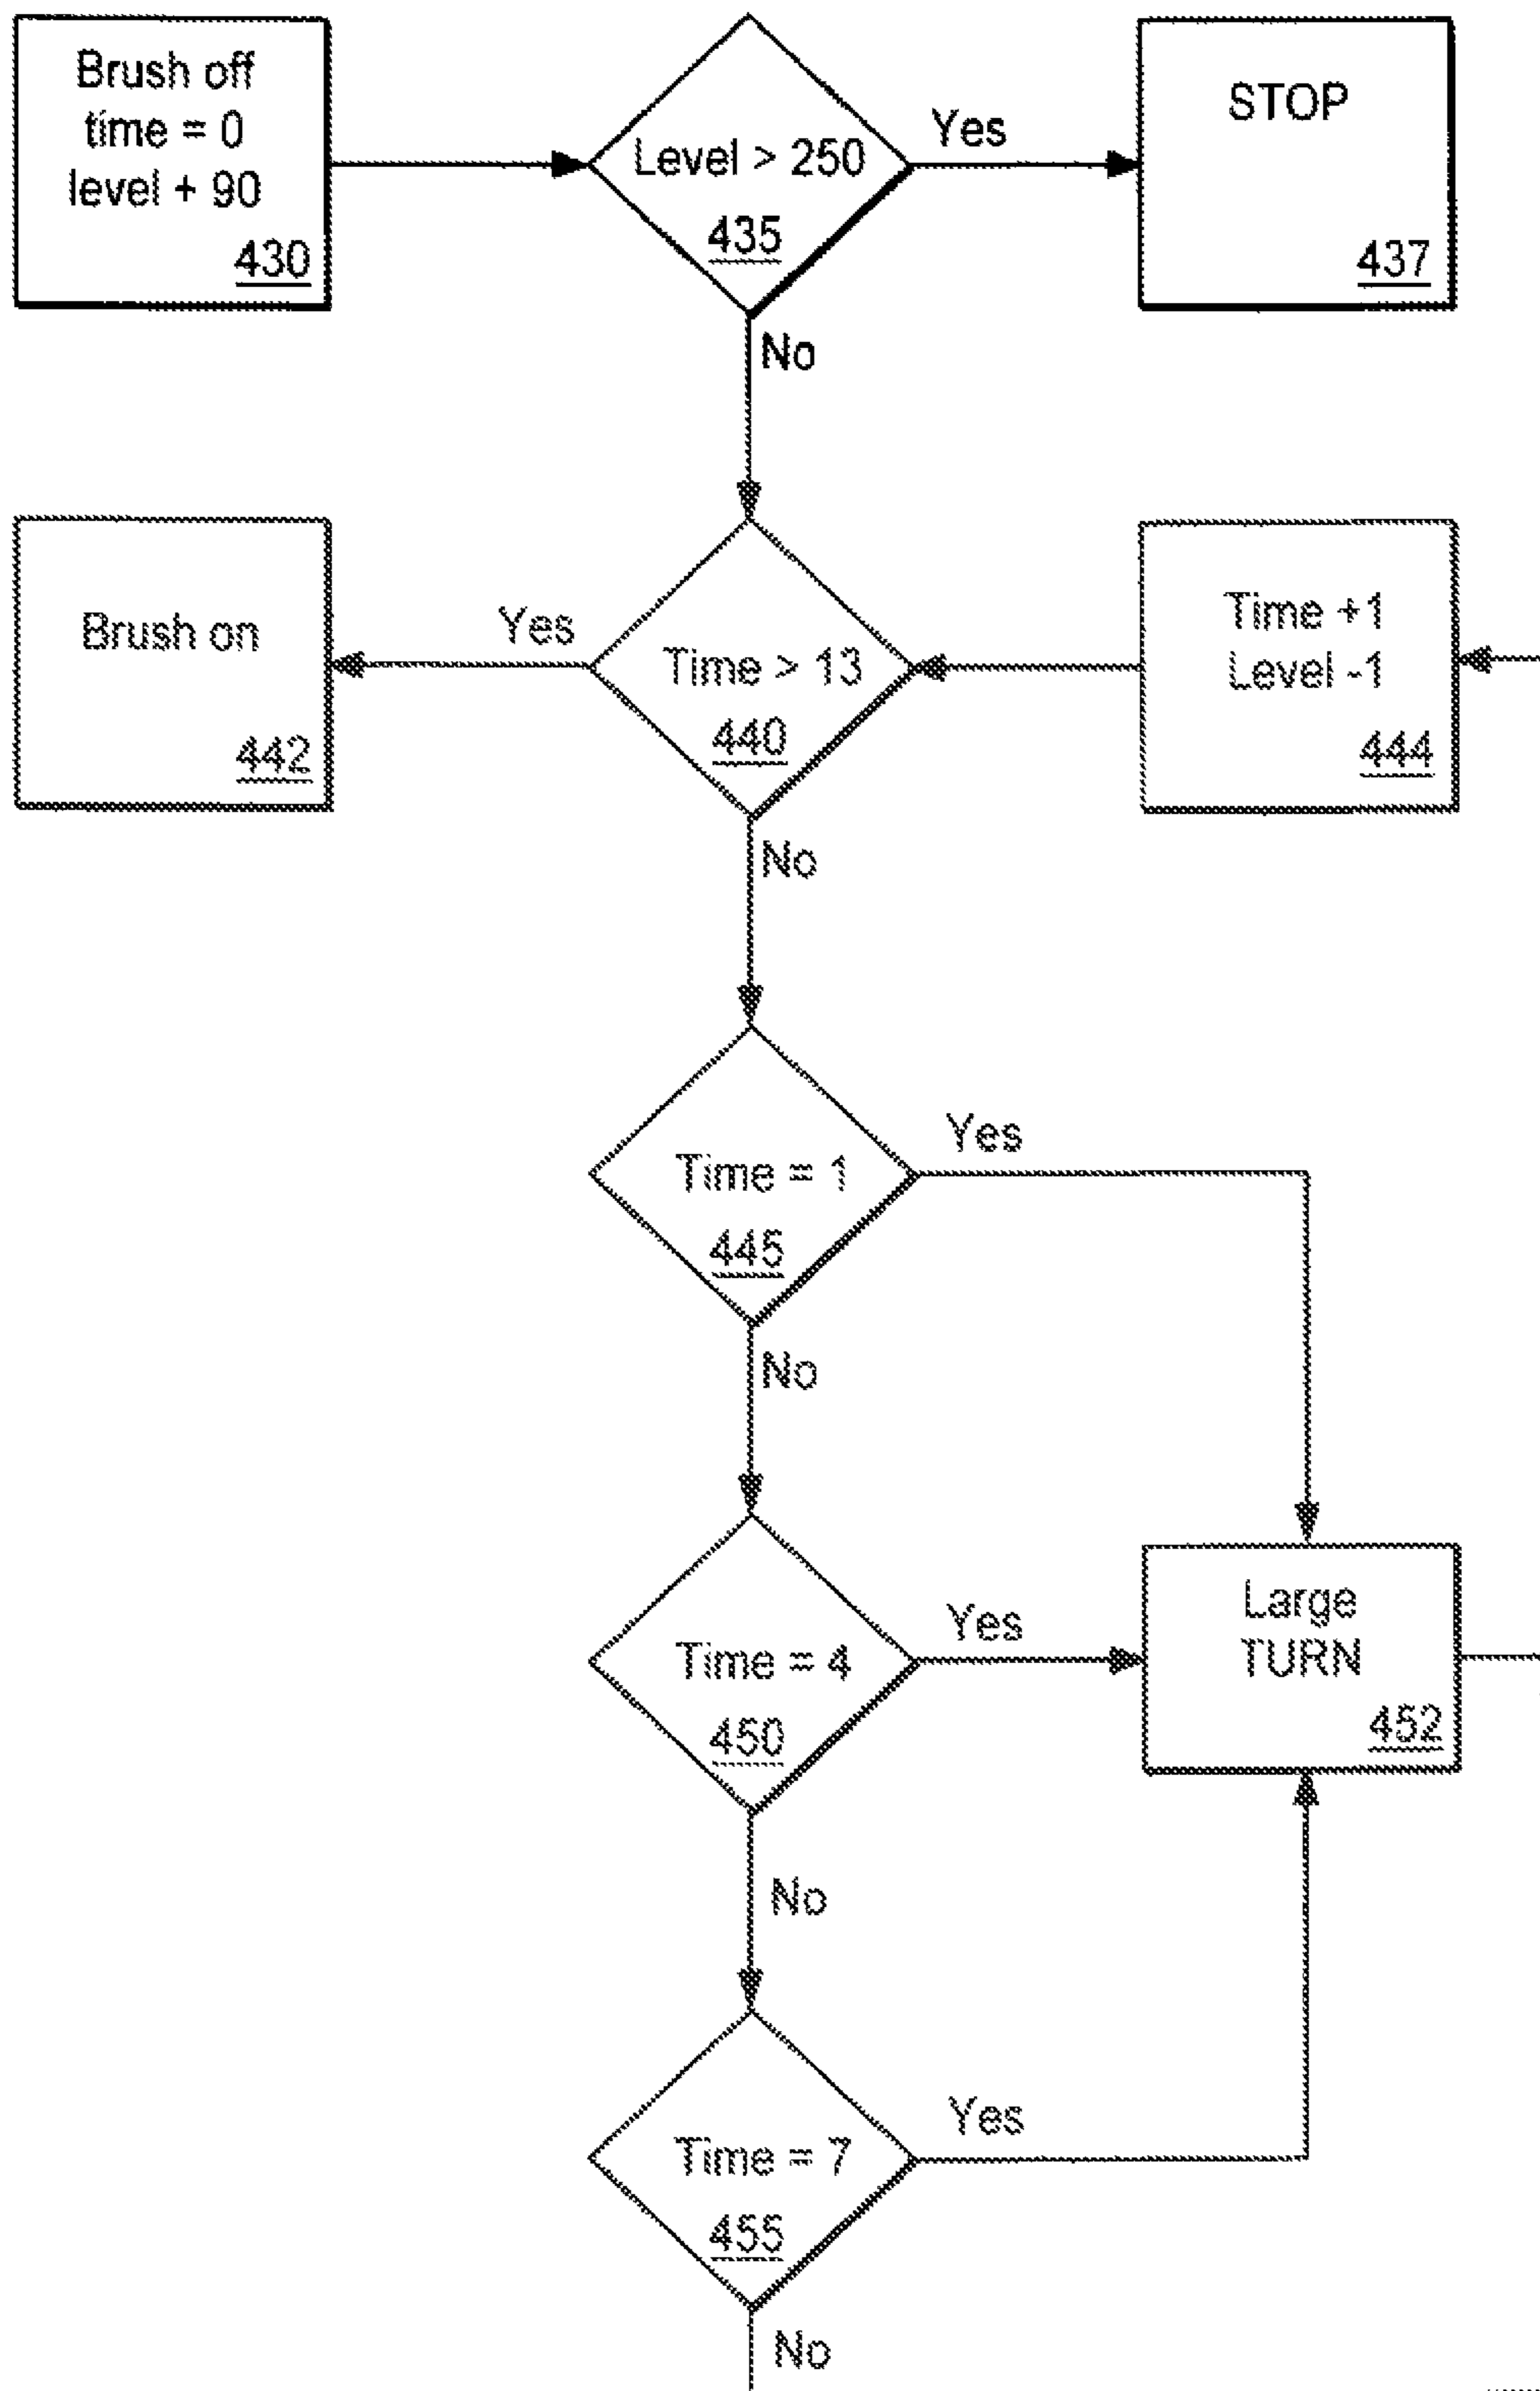 Brush off
time = 0
level + 90
430
Level > 250
435
Yes
STOP
437
No
Brush on
442
Yes
Time > 13
440
Time +1
Level -1
444
No
Time = 1
445
Yes
No
Time = 4
450
Yes
Large
TURN
452
No
Time = 7
455
Yes
No